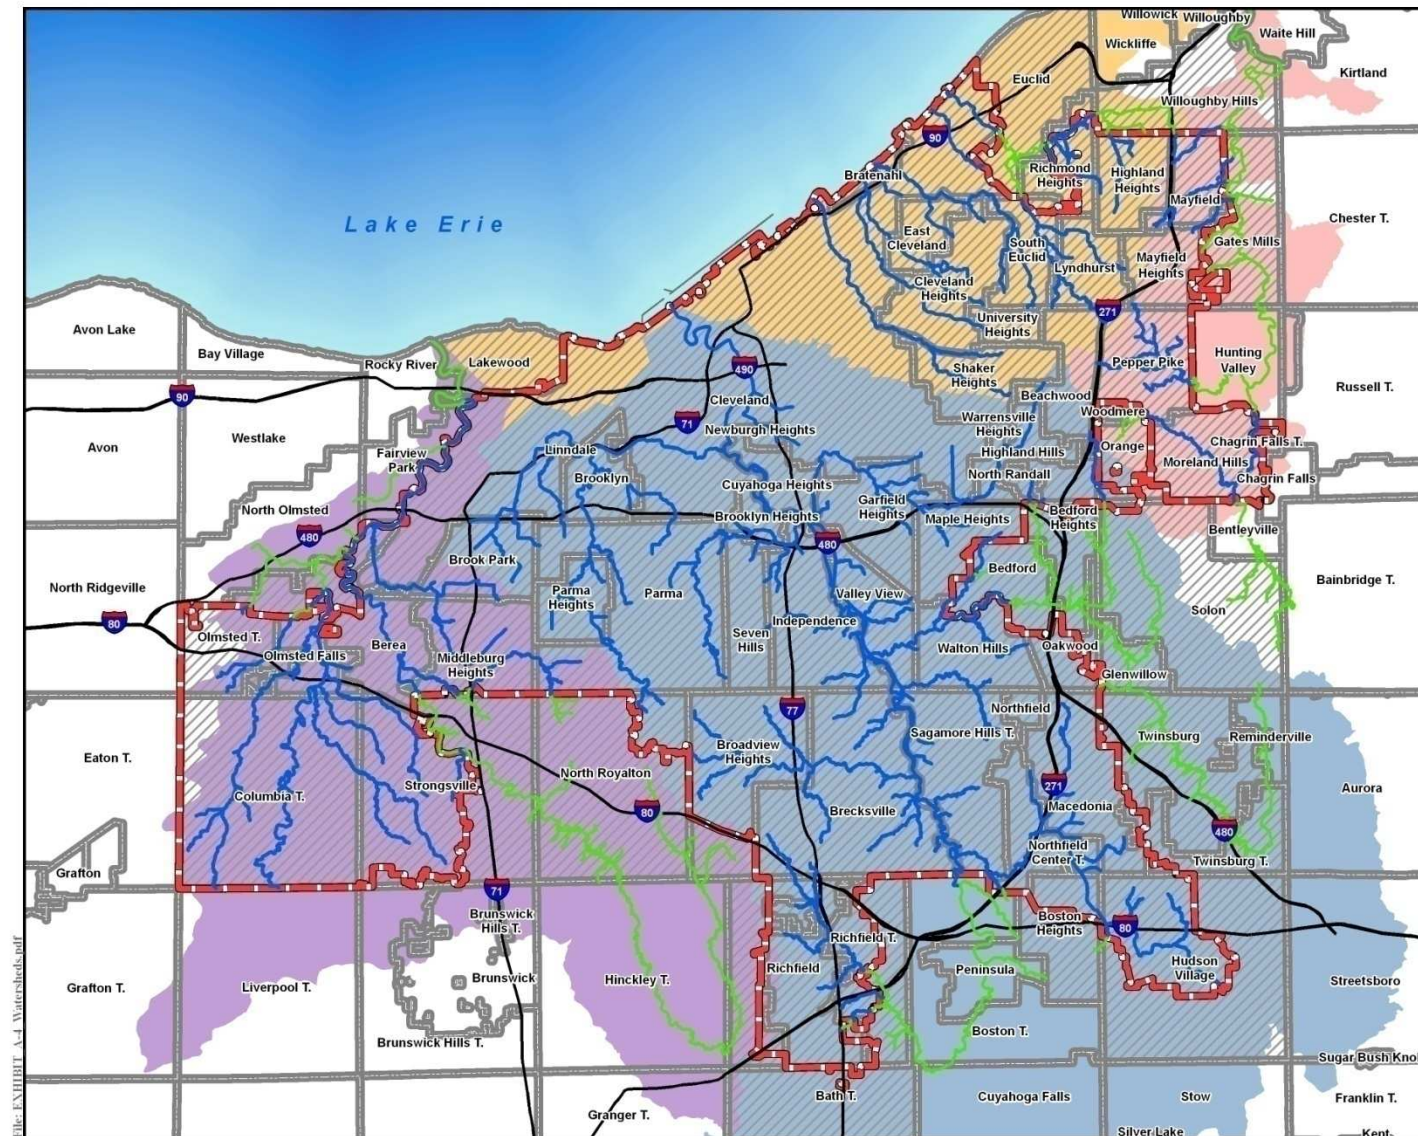 Willowick
Willoughby
Waite Hill
Wickliffe
Kirtland
Euclid
Willoughby Hills
90
Bratenahl
Richmond
Heights
Highland
Heights
Mayfield
Chester T.
Lake Erie
East
Cleveland
South
Euclid
Gates Mills
Lyndhurst
Mayfield
Heights
Cleveland
Heights
271
University
Heights
Avon Lake
Bay Village
Rocky River
Lakewood
Shaker
Heights
Pepper Pike
Hunting
Valley
Russell T.
490
90
Cleveland
Beachwood
Woodmere
71
Newburgh Heights
Warrensville
Heights
Avon
Westlake
Fairview
Park
Linndale
Highland Hills
Orange
Chagrin Falls T.
Moreland Hills
Brooklyn
Cuyahoga Heights
North Randall
Chagrin Falls
North Olmsted
Garfield
Heights
Brooklyn Heights
Maple Heights
Bedford
Heights
Bentleyville
480
480
Brook Park
Bedford
Bainbridge T.
North Ridgeville
Parma
Heights
Parma
Valley View
Solon
80
Olmsted T.
Seven
Hills
Independence
Olmsted Falls
Berea
Middleburg
Heights
Walton Hills
Oakwood
Glenwillow
77
Northfield
Eaton T.
Broadview
Heights
Sagamore Hills T.
Twinsburg
Reminderville
North Royalton
Strongsville
Columbia T.
80
Brecksville
271
Macedonia
Aurora
480
Northfield
Center T.
Twinsburg T.
Grafton
71
Brunswick
Hills T.
Richfield T.
Boston
Heights
80
Richfield
Peninsula
Hudson
Village
Grafton T.
Liverpool T.
Brunswick
Hinckley T.
Streetsboro
Boston T.
Brunswick Hills T.
Sugar Bush Knol
Bath T.
Cuyahoga Falls
Stow
Franklin T.
Granger T.
Silver Lake
Kent
File: EXHIBIT_A-4_Watersheds.pdf